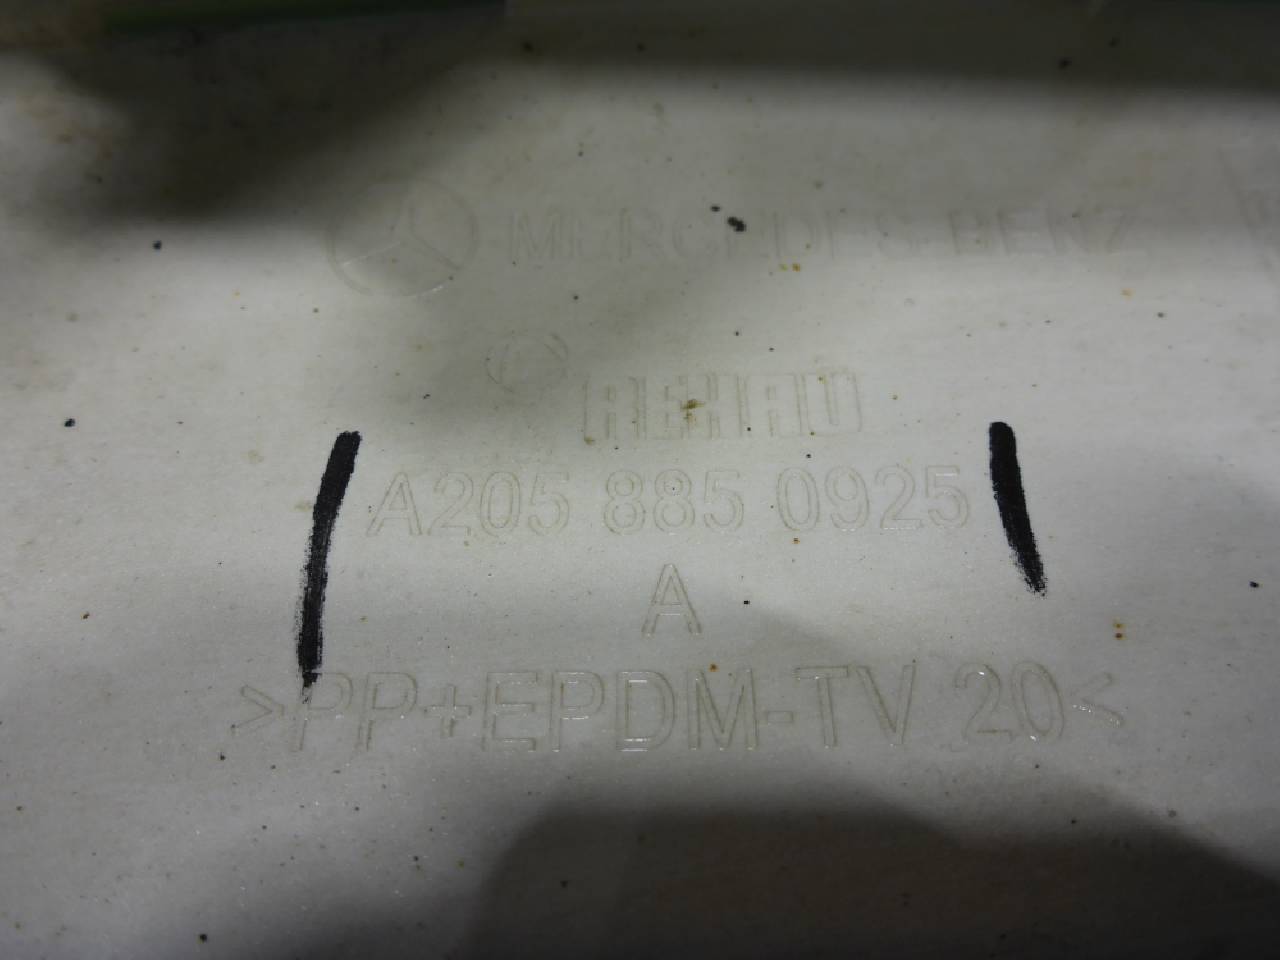 MERCEDES-BENZ
REHAU
A205 885 0925
A
>PP+EPDM-TV 20<